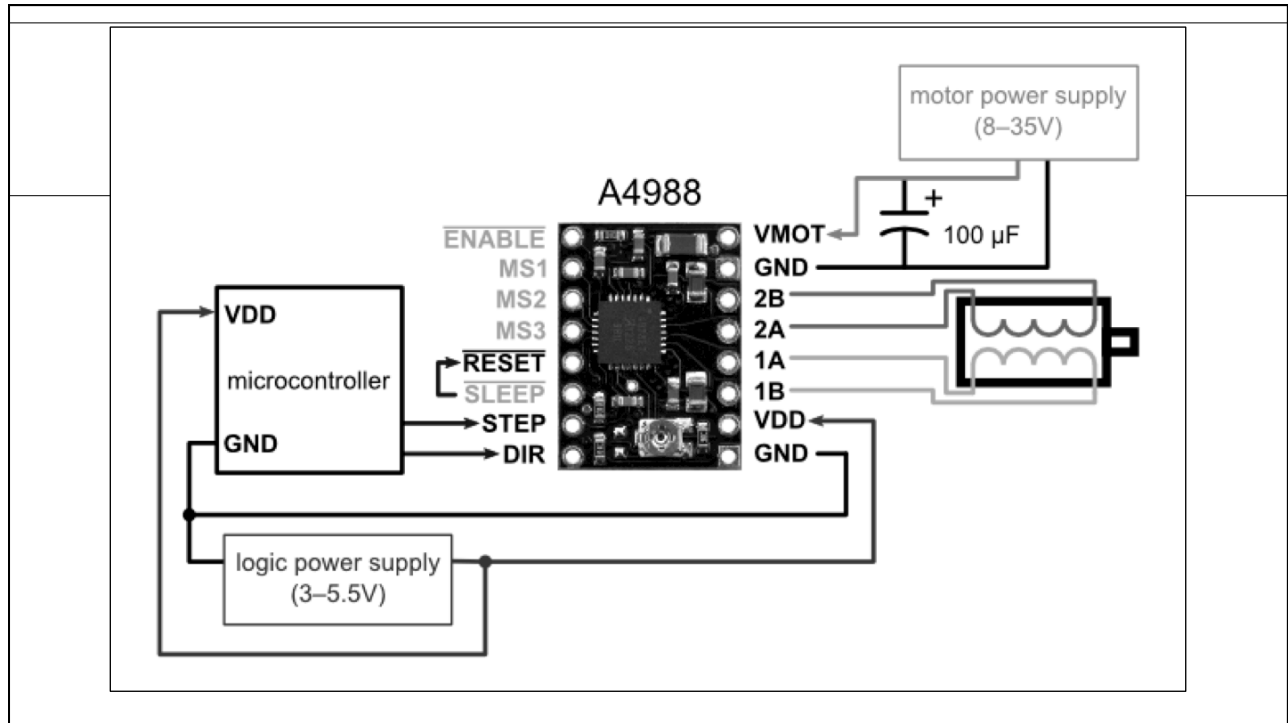 motor power supply
(8–35V)
A4988
+
100 µF
ENABLE
MS1
MS2
MS3
RESET
SLEEP
STEP
DIR
VMOT
GND
2B
2A
1A
1B
VDD
GND
VDD
microcontroller
GND
logic power supply
(3–5.5V)